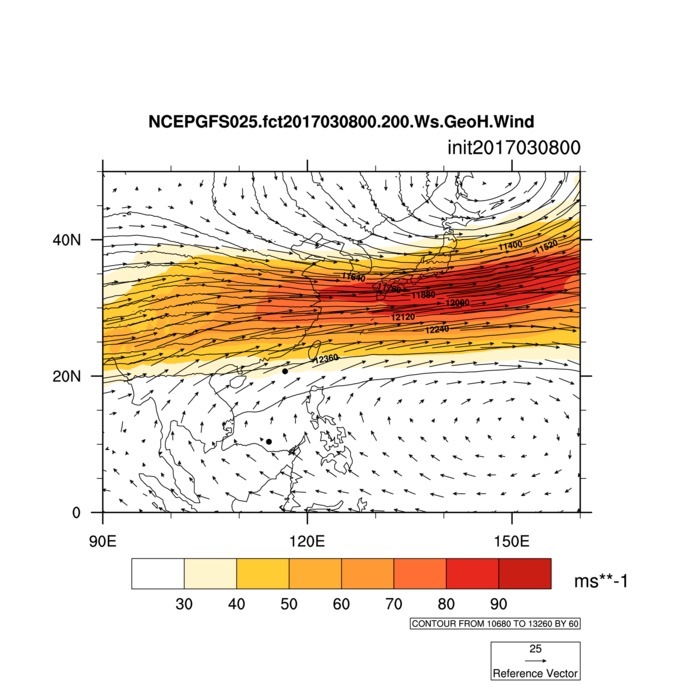 NCEPGFS025.fct2017030800.200.Ws.GeoH.Wind
init2017030800
40N
20N
0
90E 120E 150E
11400
11520
11640
11880
12000
12120
12240
12360
30 40 50 60 70 80 90
ms**-1
CONTOUR FROM 10680 TO 13260 BY 60
25
Reference Vector